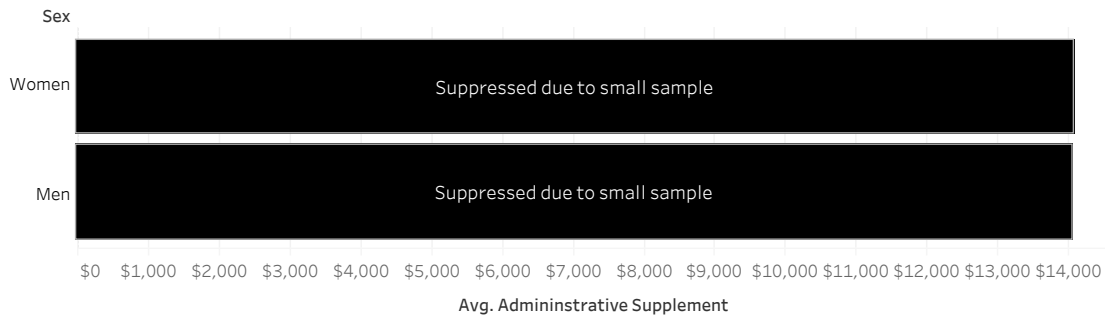 Sex
Women
Suppressed due to small sample
Men
Suppressed due to small sample
$0 $1,000 $2,000 $3,000 $4,000 $5,000 $6,000 $7,000 $8,000 $9,000 $10,000 $11,000 $12,000 $13,000 $14,000
Avg. Admininstrative Supplement